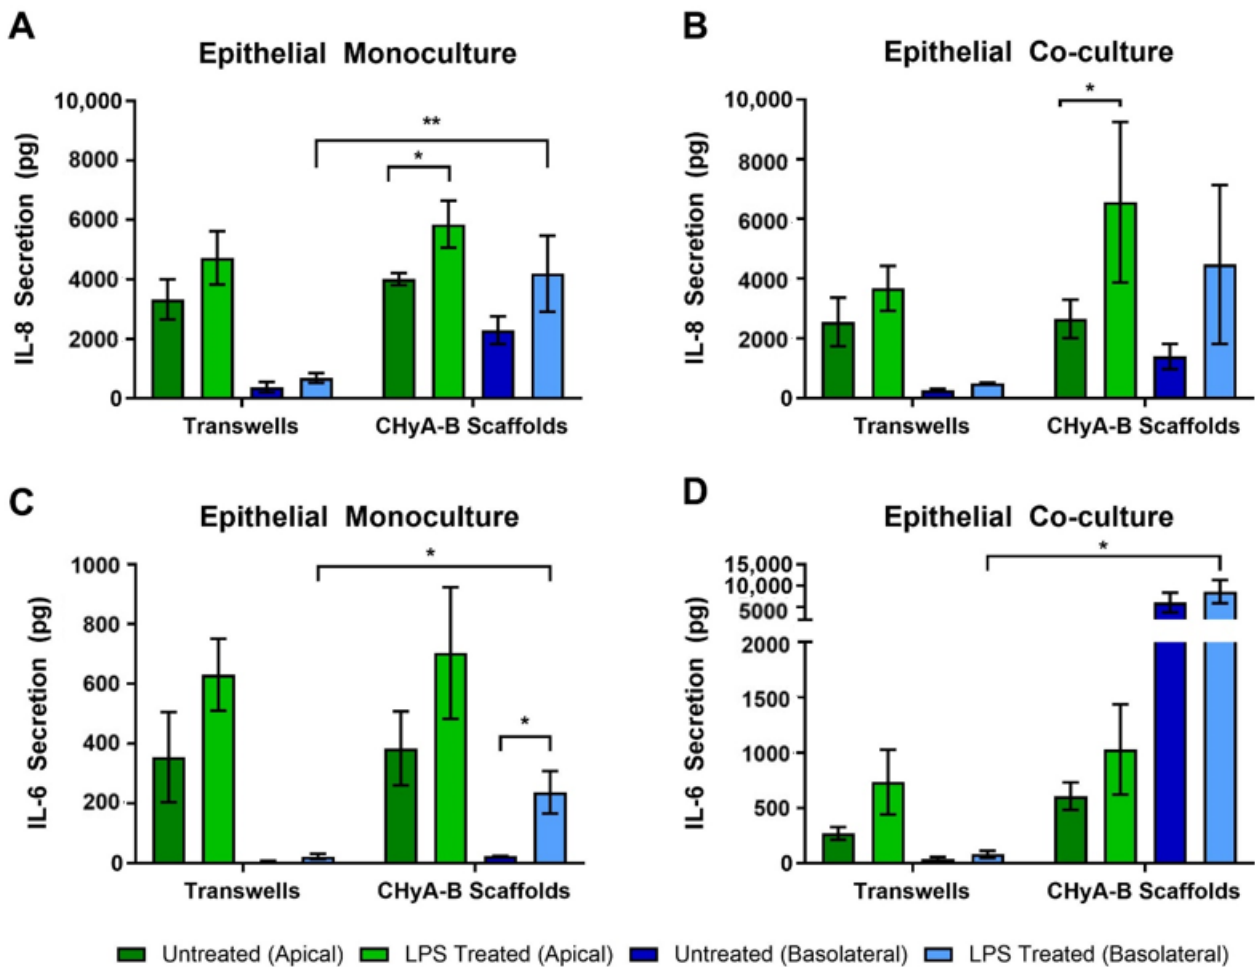 A
Epithelial Monoculture
IL-8 Secretion (pg)
10,000
8000
6000
4000
2000
0
**
*
Transwells
CHyA-B Scaffolds
B
Epithelial Co-culture
IL-8 Secretion (pg)
10,000
8000
6000
4000
2000
0
*
Transwells
CHyA-B Scaffolds
C
Epithelial Monoculture
IL-6 Secretion (pg)
1000
800
600
400
200
0
*
*
Transwells
CHyA-B Scaffolds
D
Epithelial Co-culture
IL-6 Secretion (pg)
15,000
10,000
5000
2000
1500
1000
500
0
*
Transwells
CHyA-B Scaffolds
Untreated (Apical) LPS Treated (Apical) Untreated (Basolateral) LPS Treated (Basolateral)